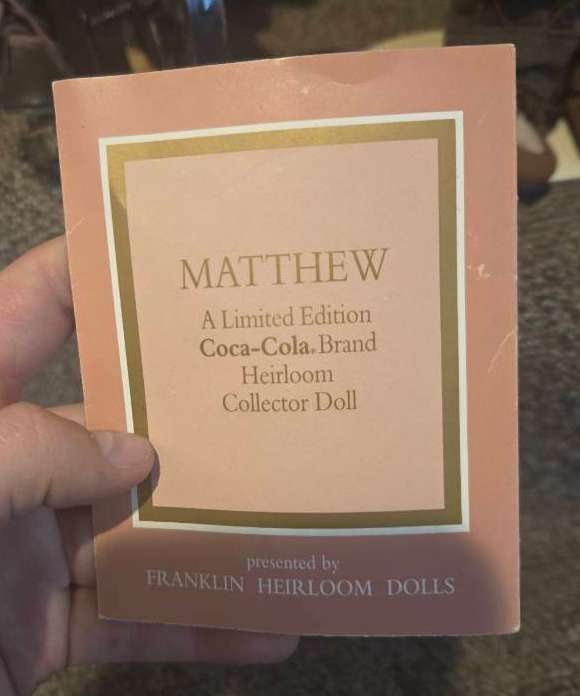 MATTHEW
A Limited Edition
Coca-Cola® Brand
Heirloom
Collector Doll
presented by
FRANKLIN HEIRLOOM DOLLS